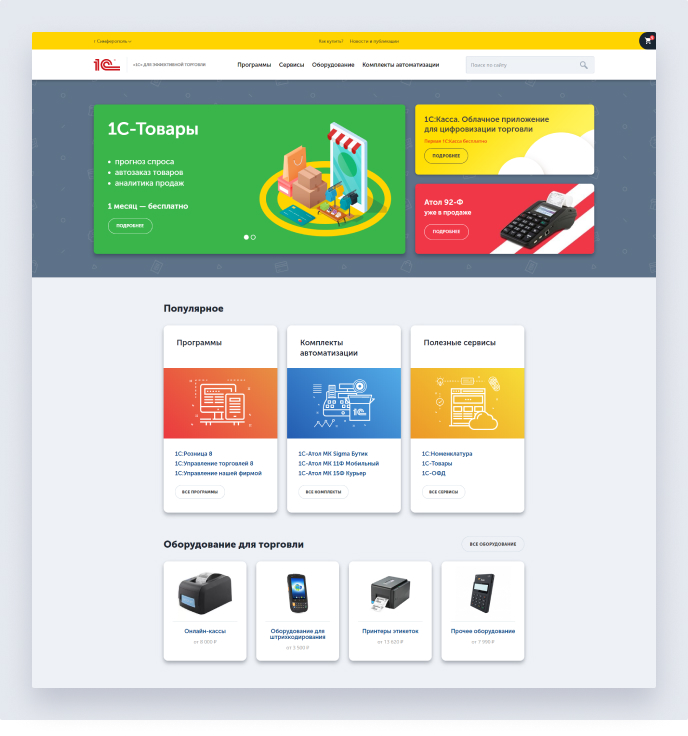 г Симферополь
Как купить?
Новости и публикации
1С
«1С» ДЛЯ ЭФФЕКТИВНОЙ ТОРГОВЛИ
Программы
Сервисы
Оборудование
Комплекты автоматизации
Поиск по сайту
1С-Товары
• прогноз спроса
• автозаказ товаров
• аналитика продаж
1 месяц — бесплатно
ПОДРОБНЕЕ
1С:Касса. Облачное приложение
для цифровизации торговли
Первая 1С:Касса бесплатно
ПОДРОБНЕЕ
Атол 92-Ф
уже в продаже
ПОДРОБНЕЕ
Популярное
Программы
1С:Розница 8
1С:Управление торговлей 8
1С:Управление нашей фирмой
ВСЕ ПРОГРАММЫ
Комплекты
автоматизации
1С
1С-Атол МК Sigma Бутик
1С-Атол МК 11Ф Мобильный
1С-Атол МК 15Ф Курьер
ВСЕ КОМПЛЕКТЫ
Полезные сервисы
1С:Номенклатура
1С-Товары
1С-ОФД
ВСЕ СЕРВИСЫ
Оборудование для торговли
ВСЕ ОБОРУДОВАНИЕ
Онлайн-кассы
от 8 000 ₽
Оборудование для
штрихкодирования
от 3 500 ₽
Принтеры этикеток
от 13 620 ₽
Прочее оборудование
от 7 990 ₽